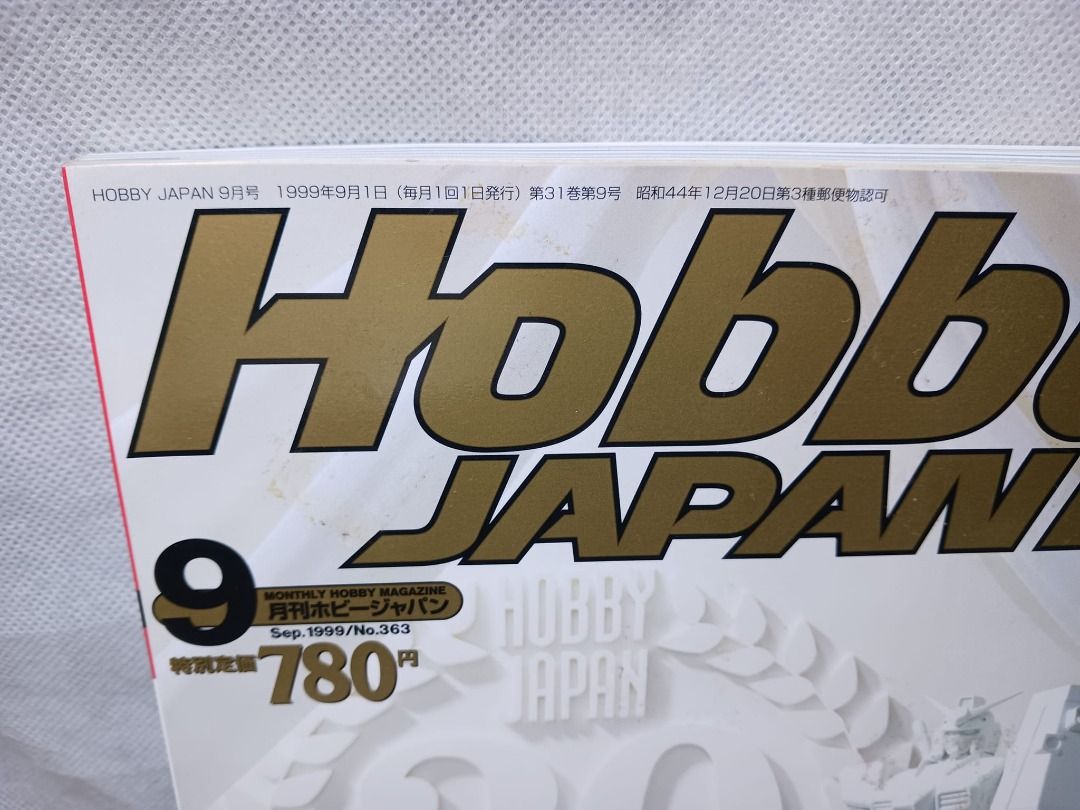 HOBBY JAPAN 9月号 1999年9月1日（毎月1回1日発行）第31巻第9号 昭和44年12月20日第3種郵便物認可
Hobb
JAPAN
9
MONTHLY HOBBY MAGAZINE
月刊ホビージャパン
Sep.1999/No.363
特別定価780円
HOBBY
JAPAN